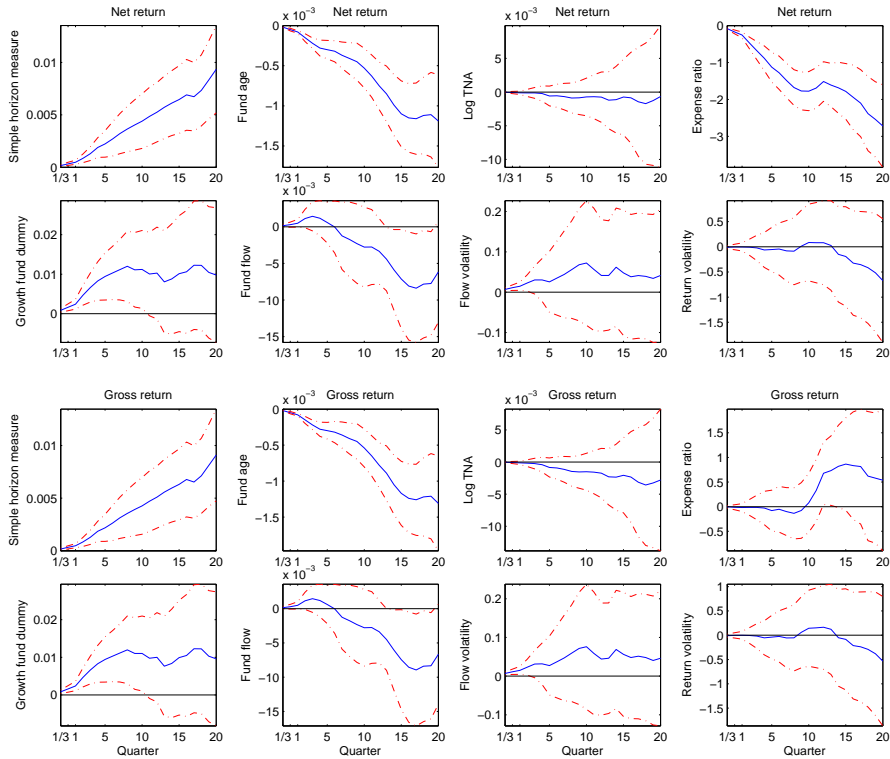 Net return
Simple horizon measure
0.01
0.005
0
1/3 1 5 10 15 20
x 10⁻³
Net return
Fund age
0
−0.5
−1
−1.5
1/3 1 5 10 15 20
x 10⁻³
Net return
Log TNA
5
0
−5
−10
1/3 1 5 10 15 20
Net return
Expense ratio
−1
−2
−3
1/3 1 5 10 15 20
Growth fund dummy
0.02
0.01
0
1/3 1 5 10 15 20
x 10⁻³
Fund flow
0
−5
−10
−15
1/3 1 5 10 15 20
Flow volatility
0.2
0.1
0
−0.1
1/3 1 5 10 15 20
Return volatility
0.5
0
−0.5
−1
−1.5
1/3 1 5 10 15 20
Gross return
Simple horizon measure
0.01
0.005
0
1/3 1 5 10 15 20
x 10⁻³
Gross return
Fund age
0
−0.5
−1
−1.5
−2
1/3 1 5 10 15 20
x 10⁻³
Gross return
Log TNA
5
0
−5
−10
1/3 1 5 10 15 20
Gross return
Expense ratio
1.5
1
0.5
0
−0.5
1/3 1 5 10 15 20
Growth fund dummy
0.02
0.01
0
1/3 1 5 10 15 20
Quarter
x 10⁻³
Fund flow
0
−5
−10
−15
1/3 1 5 10 15 20
Quarter
Flow volatility
0.2
0.1
0
−0.1
1/3 1 5 10 15 20
Quarter
Return volatility
1
0.5
0
−0.5
−1
−1.5
1/3 1 5 10 15 20
Quarter